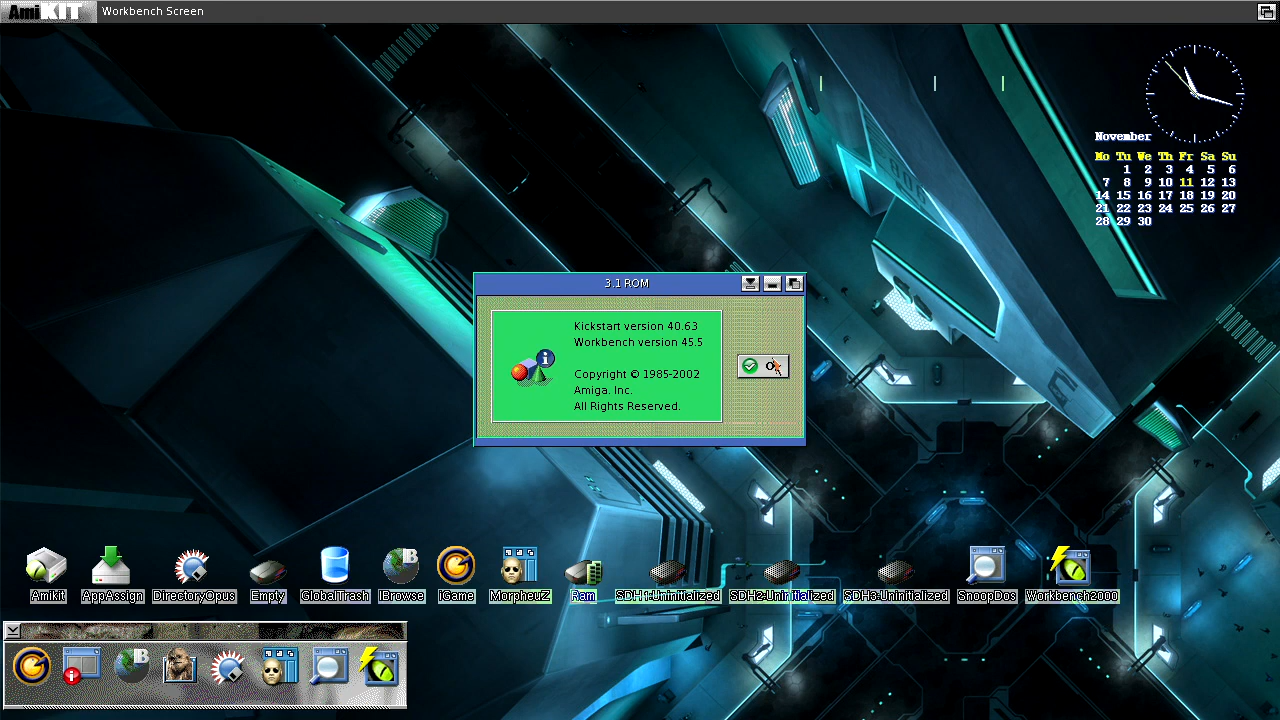 AmiKIT Workbench Screen
November
Mo Tu We Th Fr Sa Su
1 2 3 4 5 6
7 8 9 10 11 12 13
14 15 16 17 18 19 20
21 22 23 24 25 26 27
28 29 30
3.1 ROM
Kickstart version 40.63
Workbench version 45.5
Copyright © 1985-2002
Amiga, Inc.
All Rights Reserved.
Amikit
AppAssign
DirectoryOpus
Empty
GlobalTrash
IBrowse
IGame
MorpheuZ
Ram
SDH1:Uninitialized
SDH2:Uninitialized
SDH3:Uninitialized
SnoopDos
Workbench2000